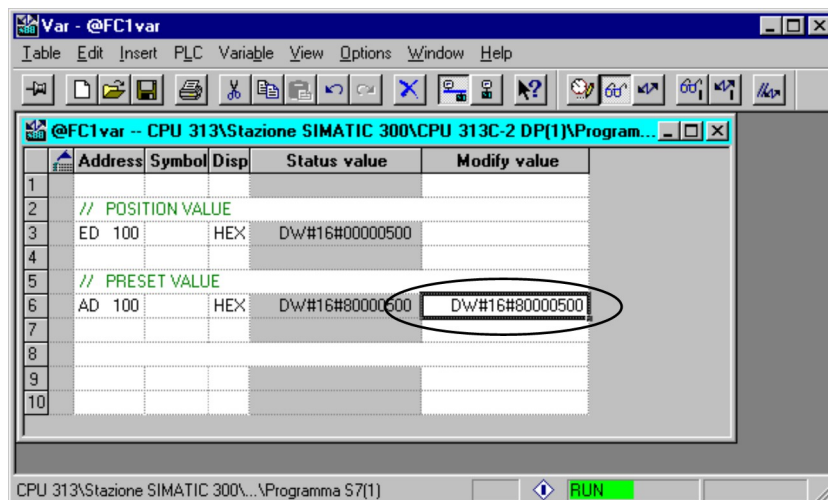 Var - @FC1var
Table Edit Insert PLC Variable View Options Window Help
@FC1var -- CPU 313\Stazione SIMATIC 300\CPU 313C-2 DP(1)\Program...
Address Symbol Disp Status value Modify value
1
2 // POSITION VALUE
3 ED 100 HEX DW#16#00000500
4
5 // PRESET VALUE
6 AD 100 HEX DW#16#80000500 DW#16#80000500
7
8
9
10
CPU 313\Stazione SIMATIC 300\...\Programma S7(1) RUN